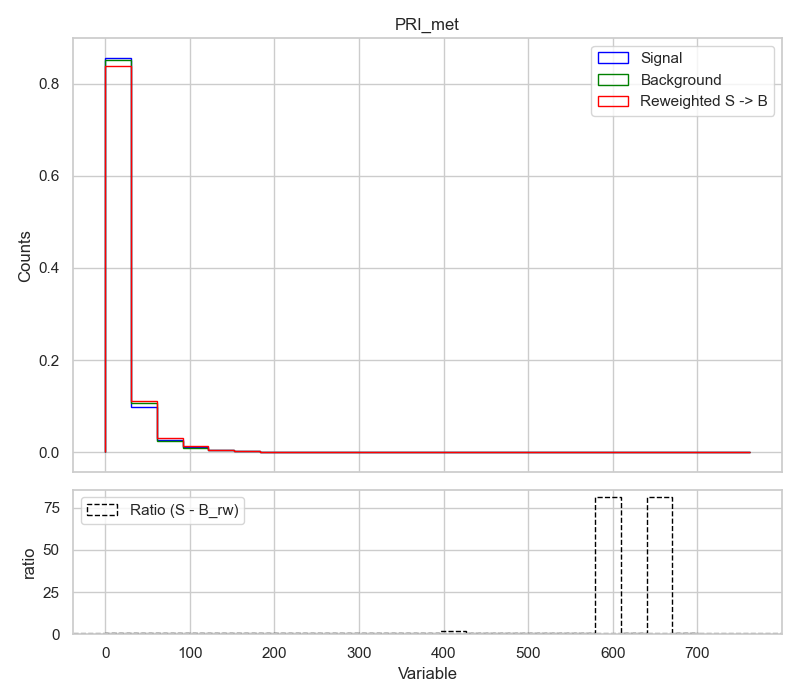 PRI_met
Signal
Background
Reweighted S -> B
Counts
0.8
0.6
0.4
0.2
0.0
Ratio (S - B_rw)
ratio
75
50
25
0
0 100 200 300 400 500 600 700
Variable